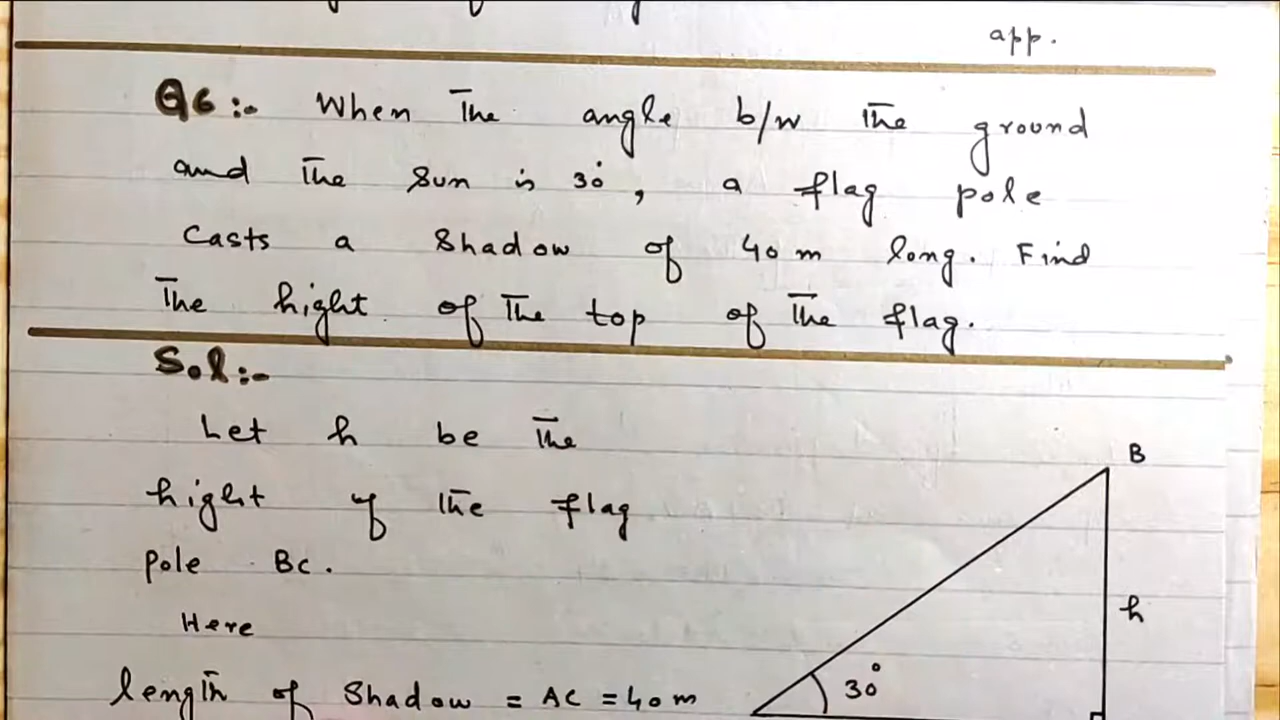 app.
Q6:- When The angle b/w The ground
and The Sun is 30°, a flag pole
Casts a Shadow of 40 m long. Find
The hight of The top of The flag.
Sol:-
Let h be The
hight of The flag
pole BC.
Here
length of Shadow = AC = 40 m
B
h
30°